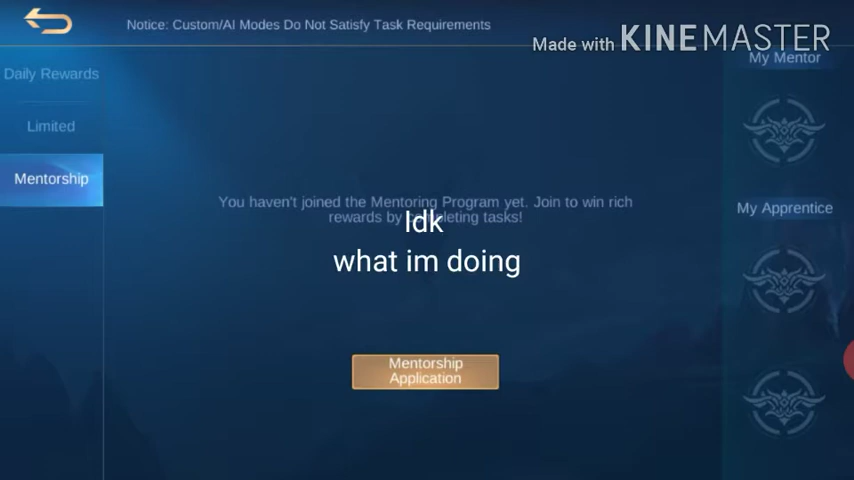 Notice: Custom/AI Modes Do Not Satisfy Task Requirements
Made with KINEMASTER
Daily Rewards
Limited
Mentorship
You haven't joined the Mentoring Program yet. Join to win rich
rewards by completing tasks!
Idk
what im doing
Mentorship
Application
My Mentor
My Apprentice